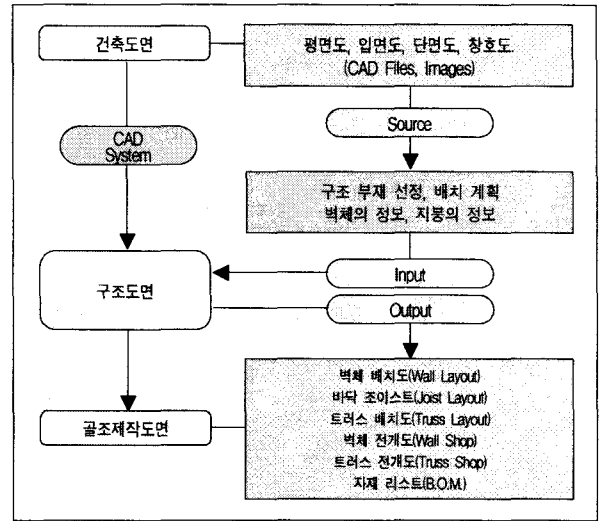 건축도면
평면도, 입면도, 단면도, 창호도.
(CAD Files, Images)
Source
CAD
System
구조 부재 선정, 배치 계획
벽체의 정보, 지붕의 정보
Input
구조도면
Output
벽체 배치도(Wall Layout)
바닥 조이스트(Joist Layout)
트러스 배치도(Truss Layout)
벽체 전개도(Wall Shop)
트러스 전개도(Truss Shop)
자재 리스트(B.O.M.)
골조제작도면